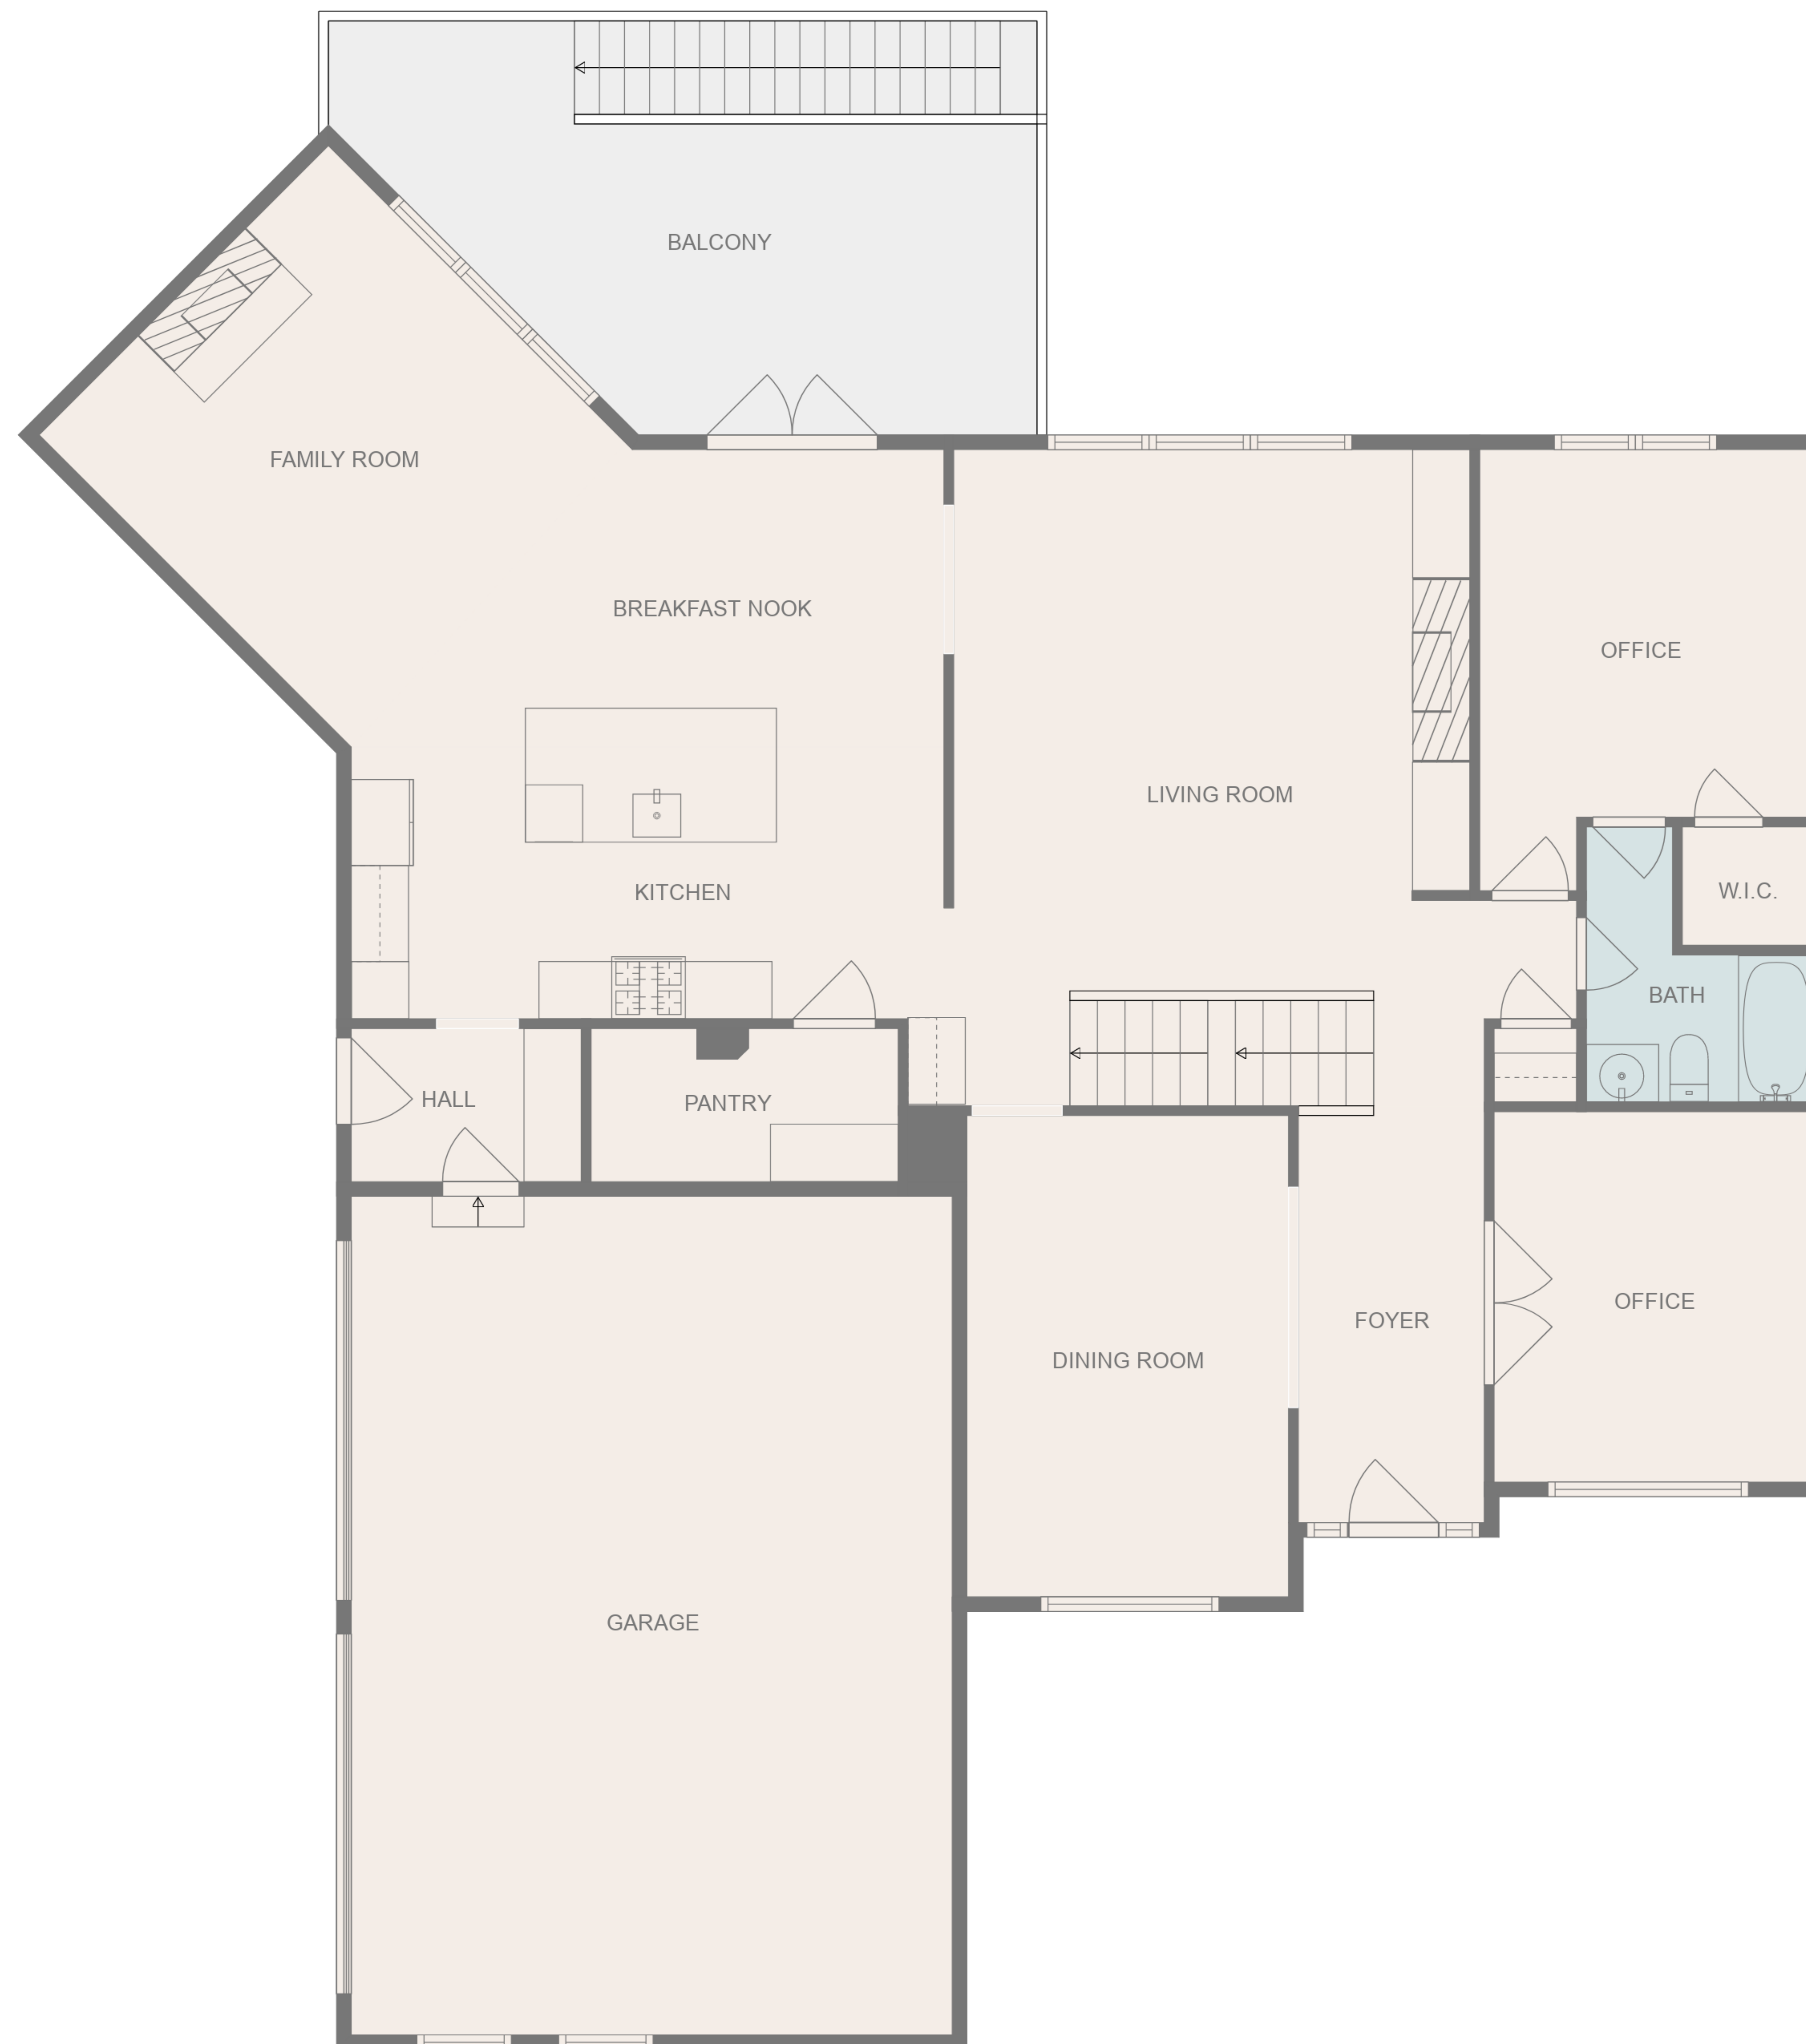 BALCONY
FAMILY ROOM
BREAKFAST NOOK
OFFICE
LIVING ROOM
KITCHEN
W.I.C.
BATH
HALL
PANTRY
OFFICE
FOYER
DINING ROOM
GARAGE